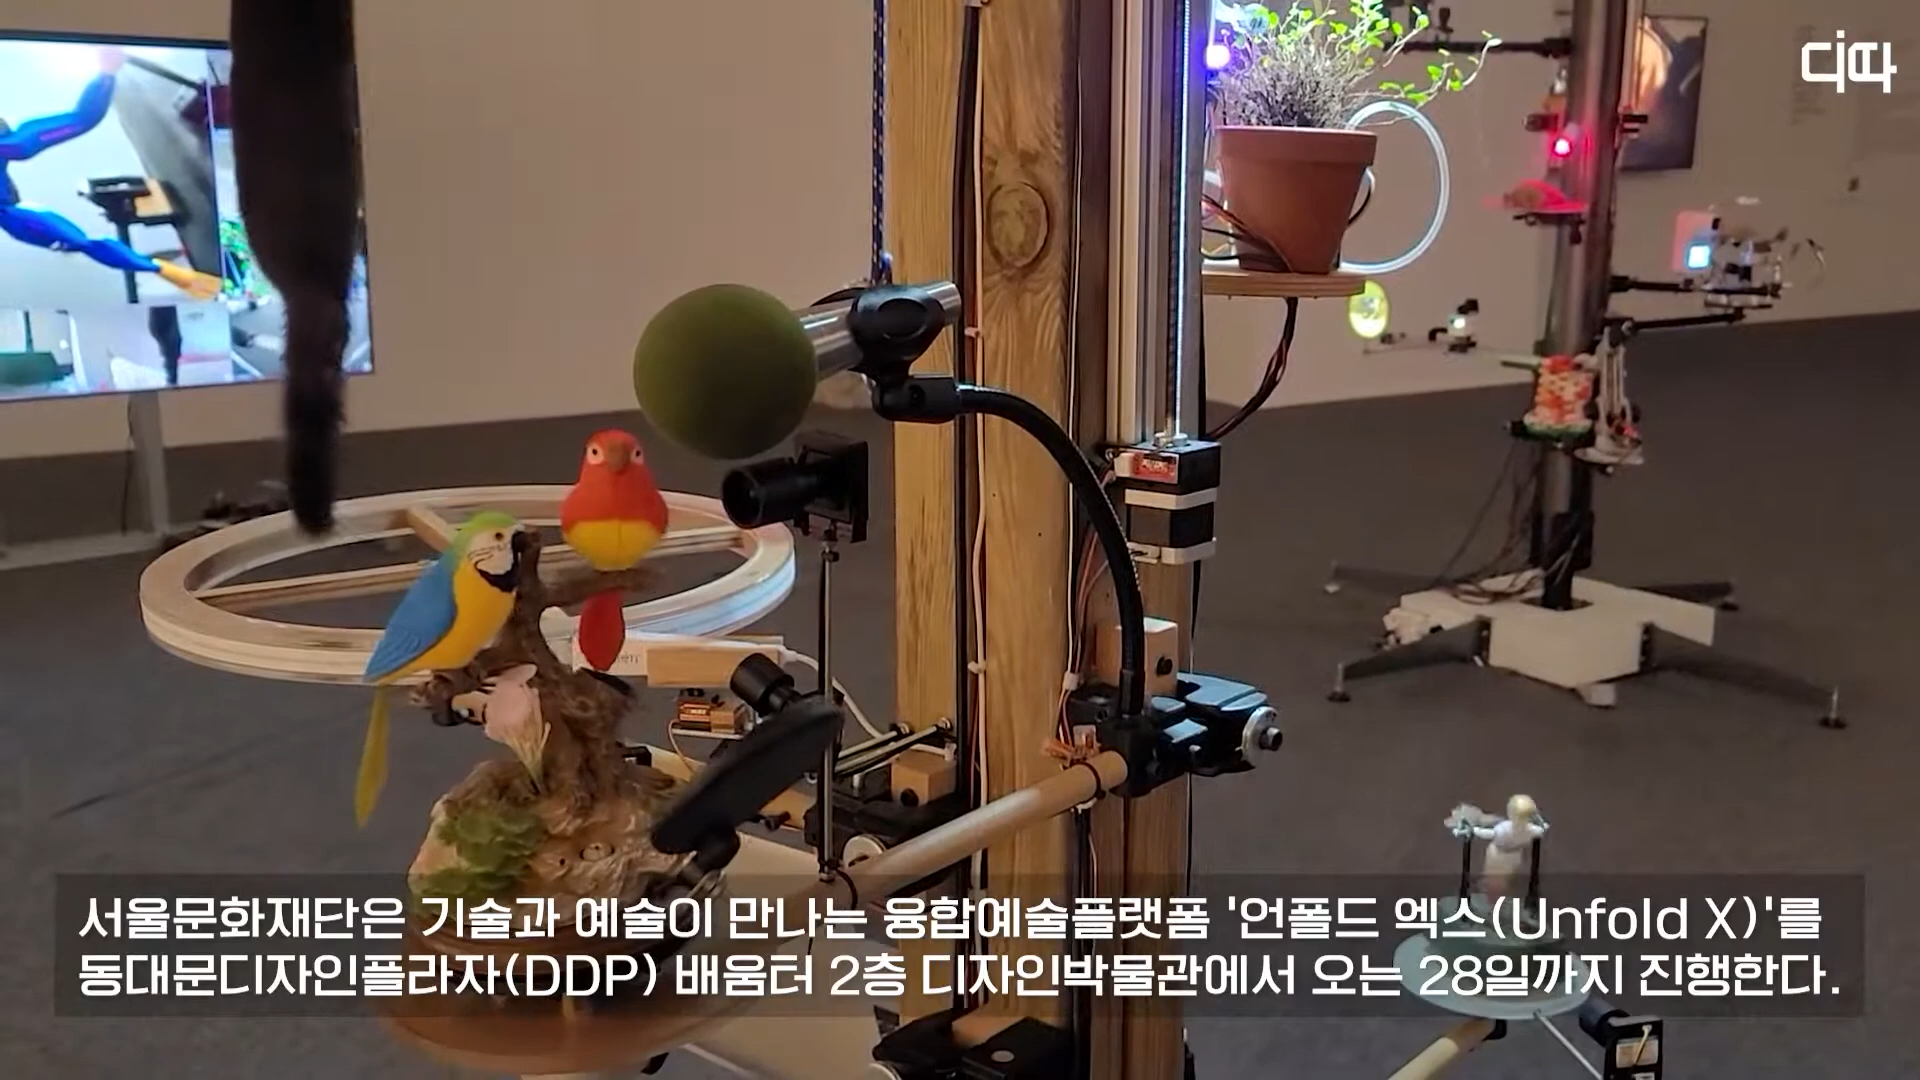 디따
서울문화재단은 기술과 예술이 만나는 융합예술플랫폼 '언폴드 엑스(Unfold X)'를
동대문디자인플라자(DDP) 배움터 2층 디자인박물관에서 오는 28일까지 진행한다.